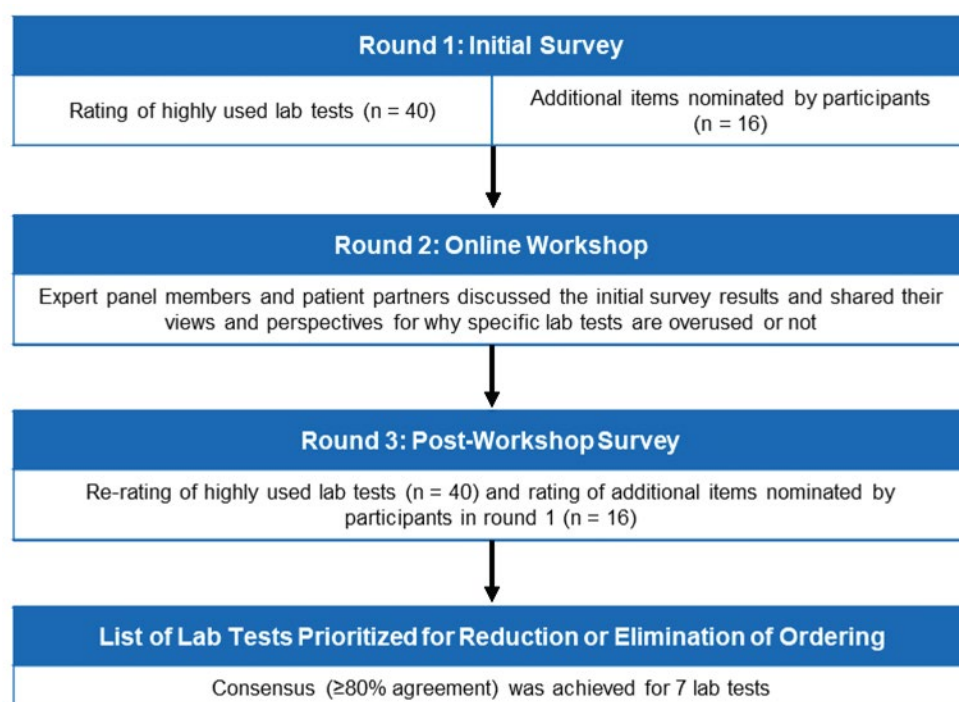 Round 1: Initial Survey
Rating of highly used lab tests (n = 40)
Additional items nominated by participants
(n = 16)
Round 2: Online Workshop
Expert panel members and patient partners discussed the initial survey results and shared their
views and perspectives for why specific lab tests are overused or not
Round 3: Post-Workshop Survey
Re-rating of highly used lab tests (n = 40) and rating of additional items nominated by
participants in round 1 (n = 16)
List of Lab Tests Prioritized for Reduction or Elimination of Ordering
Consensus (≥80% agreement) was achieved for 7 lab tests